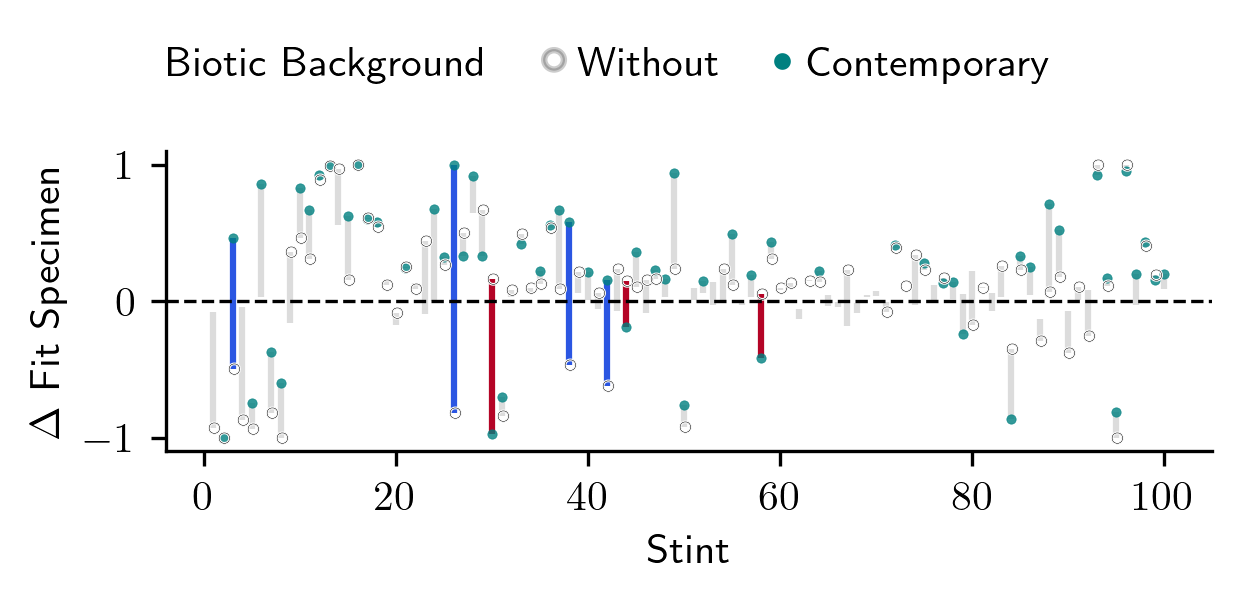 Biotic Background Without Contemporary
1
0
−1
Δ Fit Specimen
0 20 40 60 80 100
Stint